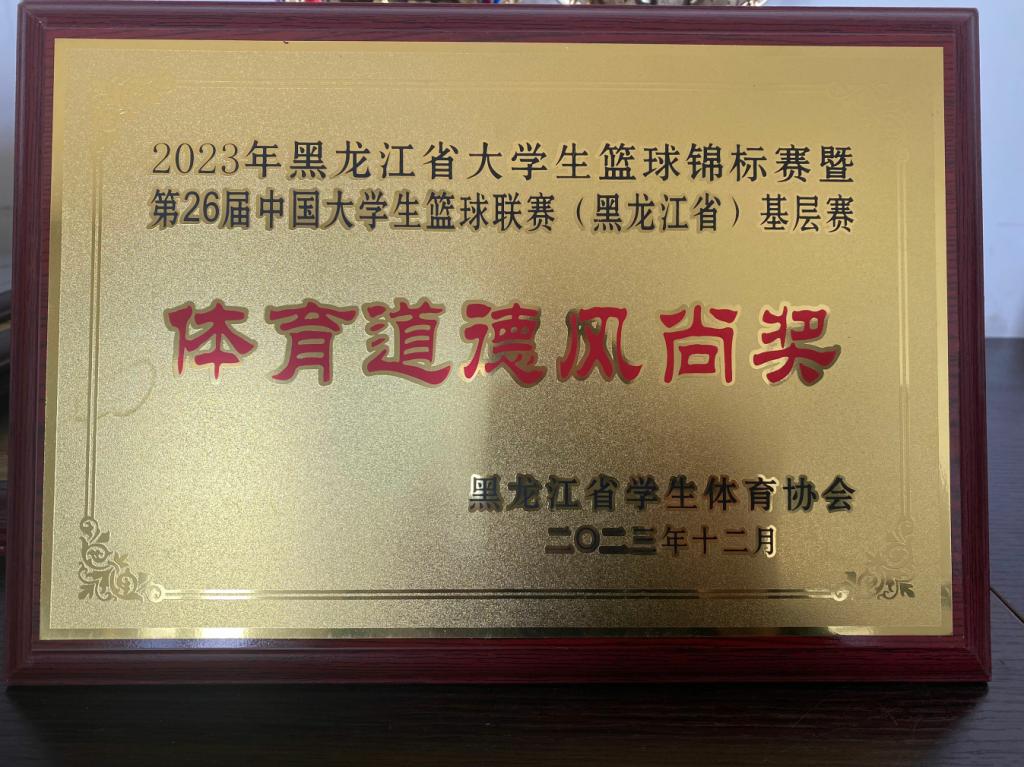 2023年黑龙江省大学生篮球锦标赛暨
第26届中国大学生篮球联赛（黑龙江省）基层赛
体育道德风尚奖
黑龙江省学生体育协会
二〇二三年十二月